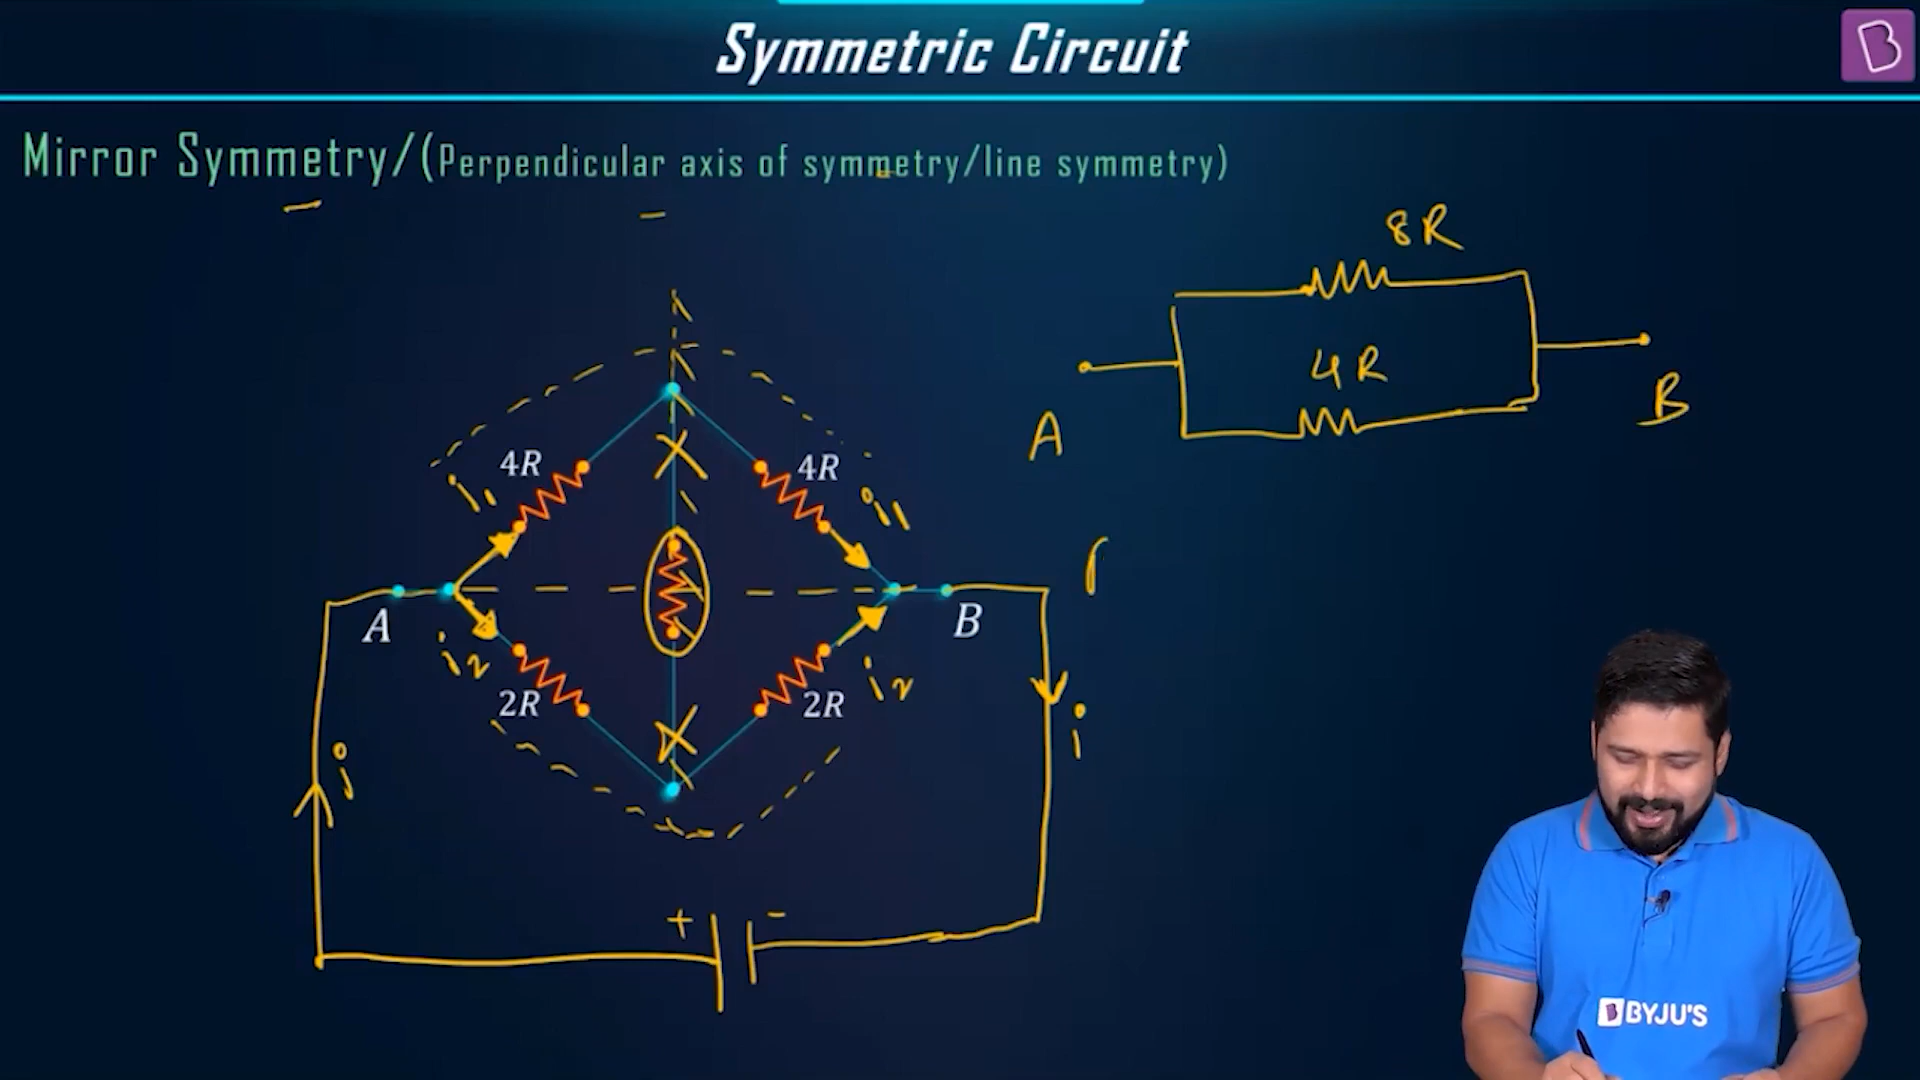 Symmetric Circuit
B
Mirror Symmetry/(Perpendicular axis of symmetry/line symmetry)
8R
4R
A
B
4R
4R
i1
i1
A
B
i2
i2
2R
2R
i
i
+ -
BYJU'S